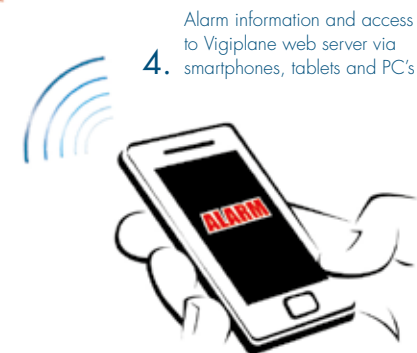 Alarm information and access
to Vigiplane web server via
4. smartphones, tablets and PC's
ALARM